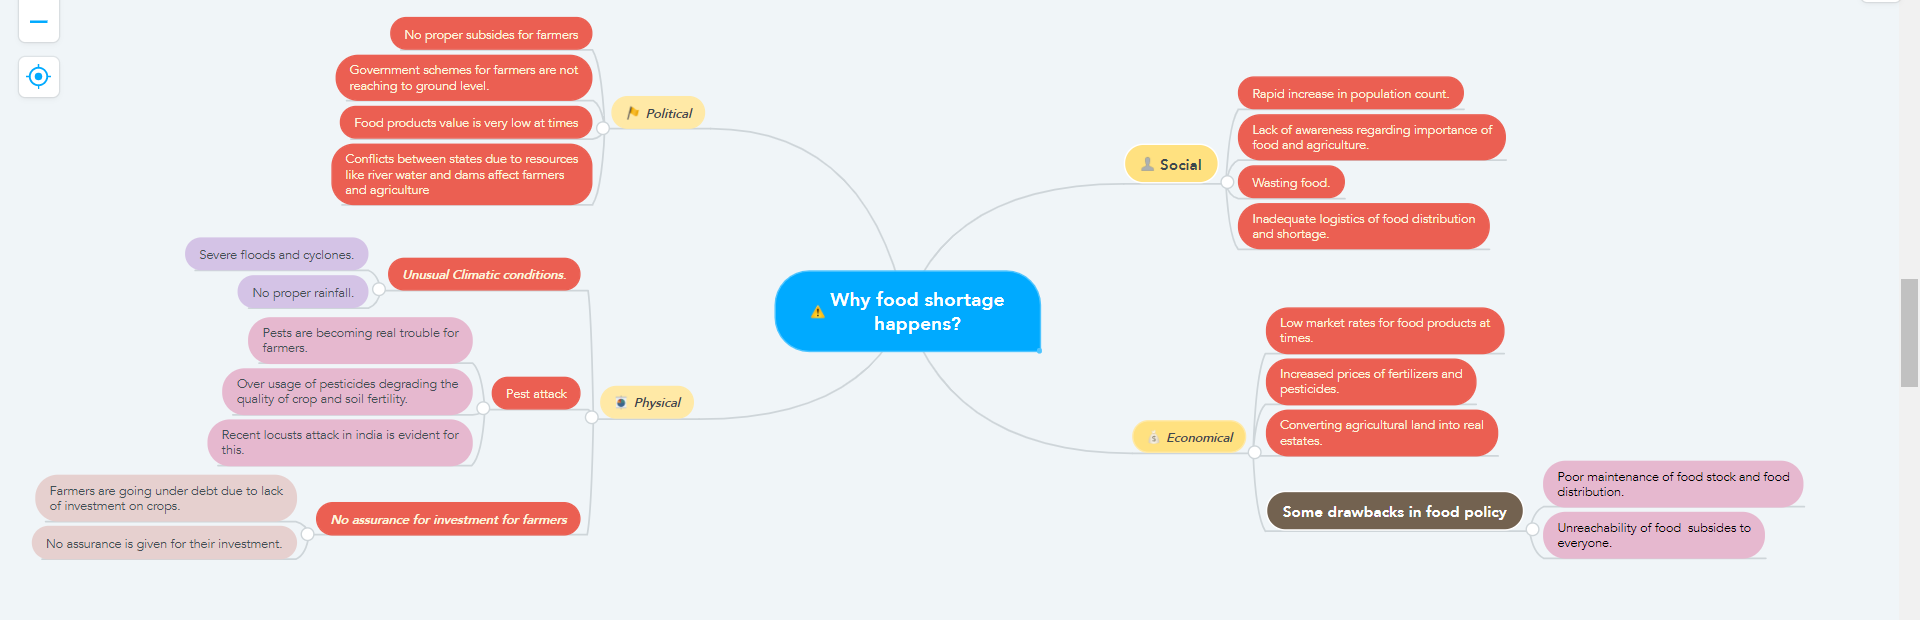 No proper subsides for farmers
Government schemes for farmers are not
reaching to ground level.
Food products value is very low at times
Conflicts between states due to resources
like river water and dams affect farmers
and agriculture
Political
Severe floods and cyclones.
No proper rainfall.
Unusual Climatic conditions.
Pests are becoming real trouble for
farmers.
Over usage of pesticides degrading the
quality of crop and soil fertility.
Recent locusts attack in india is evident for
this.
Pest attack
Farmers are going under debt due to lack
of investment on crops.
No assurance is given for their investment.
No assurance for investment for farmers
Physical
Why food shortage
happens?
Social
Rapid increase in population count.
Lack of awareness regarding importance of
food and agriculture.
Wasting food.
Inadequate logistics of food distribution
and shortage.
Economical
Low market rates for food products at
times.
Increased prices of fertilizers and
pesticides.
Converting agricultural land into real
estates.
Some drawbacks in food policy
Poor maintenance of food stock and food
distribution.
Unreachability of food subsides to
everyone.